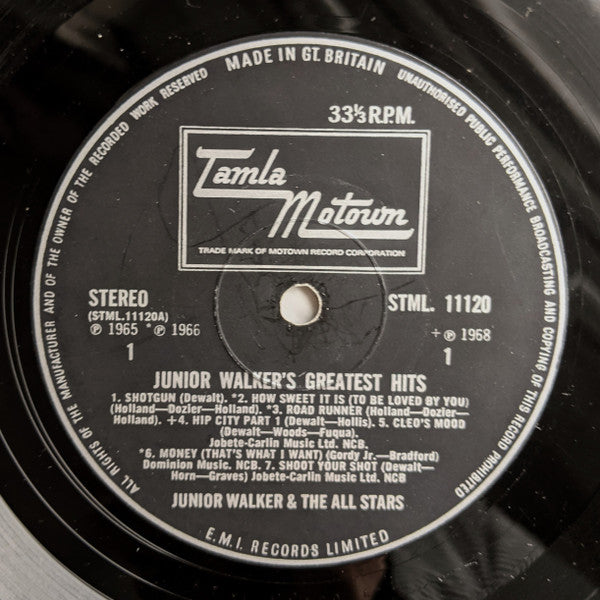 ALL RIGHTS OF THE MANUFACTURER AND OF THE OWNER OF THE RECORDED WORK RESERVED
MADE IN GT. BRITAIN
UNAUTHORISED PUBLIC PERFORMANCE BROADCASTING AND COPYING OF THIS RECORD PROHIBITED
33⅓ R.P.M.
Tamla
Motown
TRADE MARK OF MOTOWN RECORD CORPORATION
STEREO
(STML.11120A)
℗ 1965 *℗ 1966
1
STML. 11120
+℗ 1968
1
JUNIOR WALKER'S GREATEST HITS
1. SHOTGUN (Dewalt). *2. HOW SWEET IT IS (TO BE LOVED BY YOU)
(Holland—Dozier—Holland). *3. ROAD RUNNER (Holland—Dozier—
Holland). +4. HIP CITY PART 1 (Dewalt—Hollis). 5. CLEO'S MOOD
(Dewalt—Woods—Fuqua).
Jobete-Carlin Music Ltd. NCB.
*6. MONEY (THAT'S WHAT I WANT) (Gordy Jr.—Bradford)
Dominion Music. NCB. 7. SHOOT YOUR SHOT (Dewalt—
Horn—Graves) Jobete-Carlin Music Ltd. NCB
JUNIOR WALKER & THE ALL STARS
E.M.I. RECORDS LIMITED